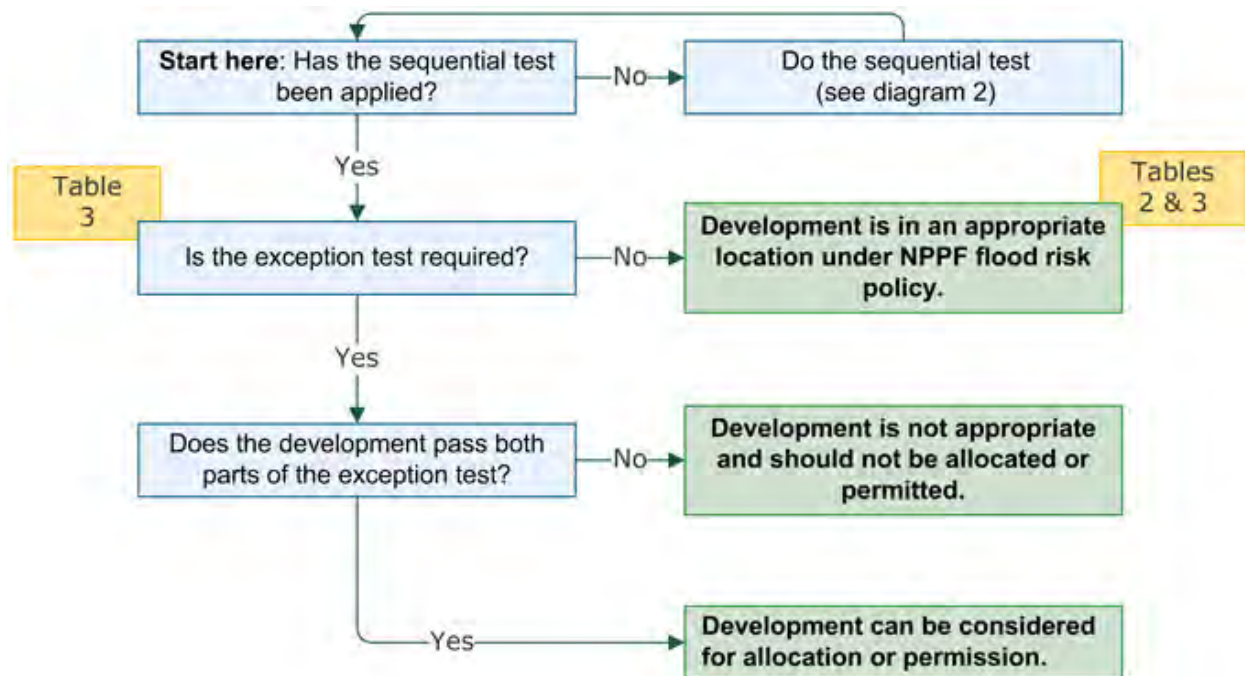 Start here: Has the sequential test
been applied?
No
Do the sequential test
(see diagram 2)
Yes
Table
3
Tables
2 & 3
Is the exception test required?
No
Development is in an appropriate
location under NPPF flood risk
policy.
Yes
Does the development pass both
parts of the exception test?
No
Development is not appropriate
and should not be allocated or
permitted.
Yes
Development can be considered
for allocation or permission.